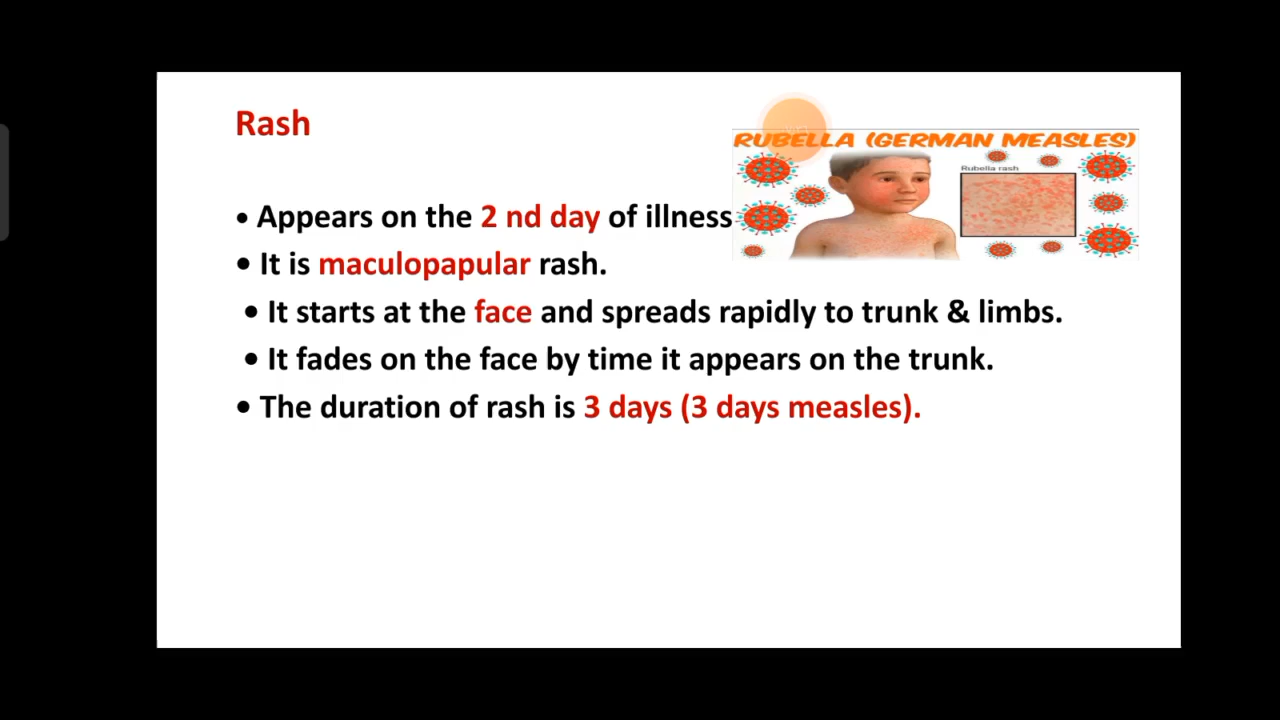 Rash
RUBELLA (GERMAN MEASLES)
Rubella rash
• Appears on the 2 nd day of illness
• It is maculopapular rash.
• It starts at the face and spreads rapidly to trunk & limbs.
• It fades on the face by time it appears on the trunk.
• The duration of rash is 3 days (3 days measles).